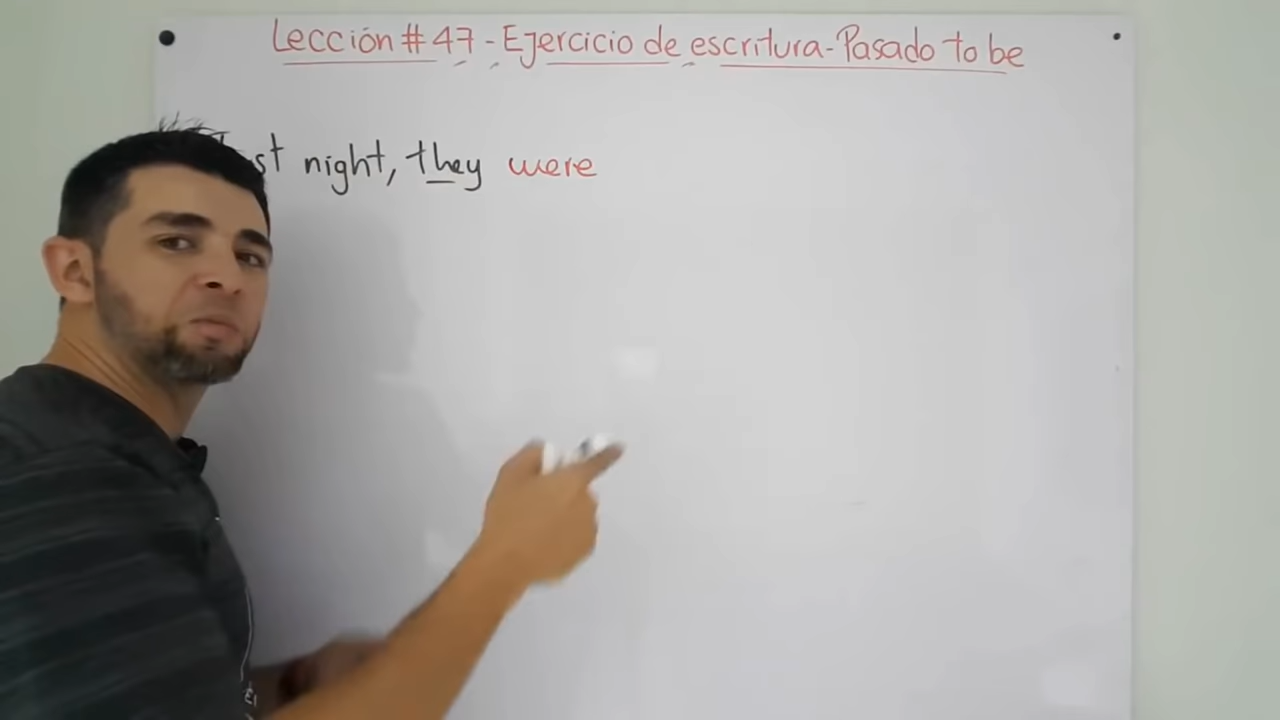 Lección #47 - Ejercicio de escritura - Pasado to be
night, they were